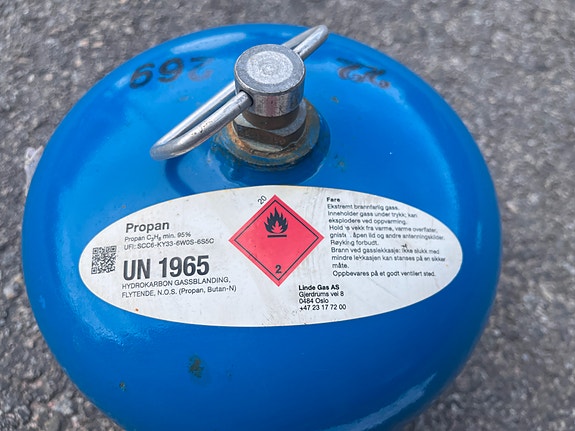 269
22
Propan
Propan C₃H₈ min. 95%
UFI: SCC6-KY33-6W0S-6S5C
UN 1965
HYDROKARBON GASSBLANDING,
FLYTENDE, N.O.S. (Propan, Butan-N)
20
2
Fare
Ekstremt brannfarlig gass.
Inneholder gass under trykk; kan
eksplodere ved oppvarming.
Hold vekk fra varme, varme overflater,
gnister, åpen ild og andre antenningskilder.
Røyking forbudt.
Brann ved gasslekkasje: Ikke slukk med
mindre lekkasjen kan stanses på en sikker
måte.
Oppbevares på et godt ventilert sted.
Linde Gas AS
Gjerdrums vei 8
0484 Oslo
+47 23 17 72 00